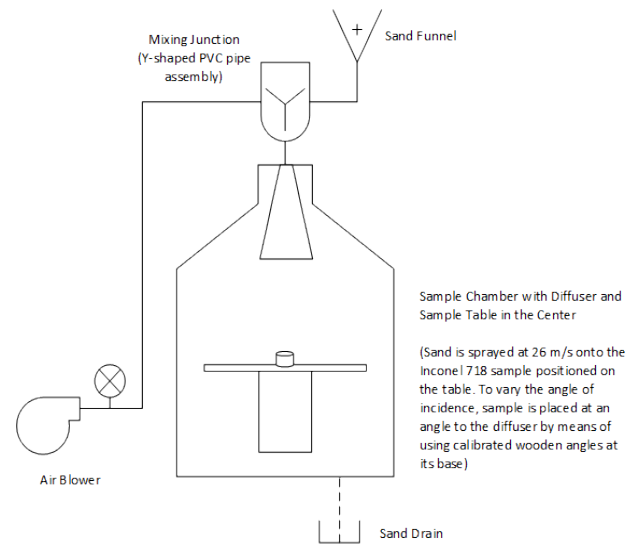 Mixing Junction
(Y-shaped PVC pipe
assembly)
+
Sand Funnel
Sample Chamber with Diffuser and
Sample Table in the Center
(Sand is sprayed at 26 m/s onto the
Inconel 718 sample positioned on
the table. To vary the angle of
incidence, sample is placed at an
angle to the diffuser by means of
using calibrated wooden angles at
its base)
Air Blower
Sand Drain